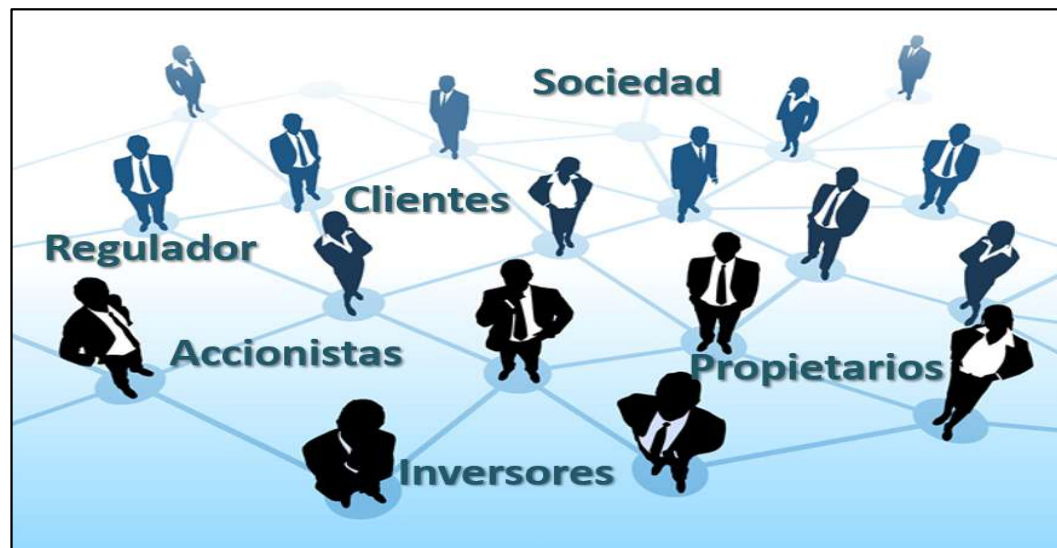 Sociedad
Clientes
Regulador
Accionistas
Propietarios
Inversores